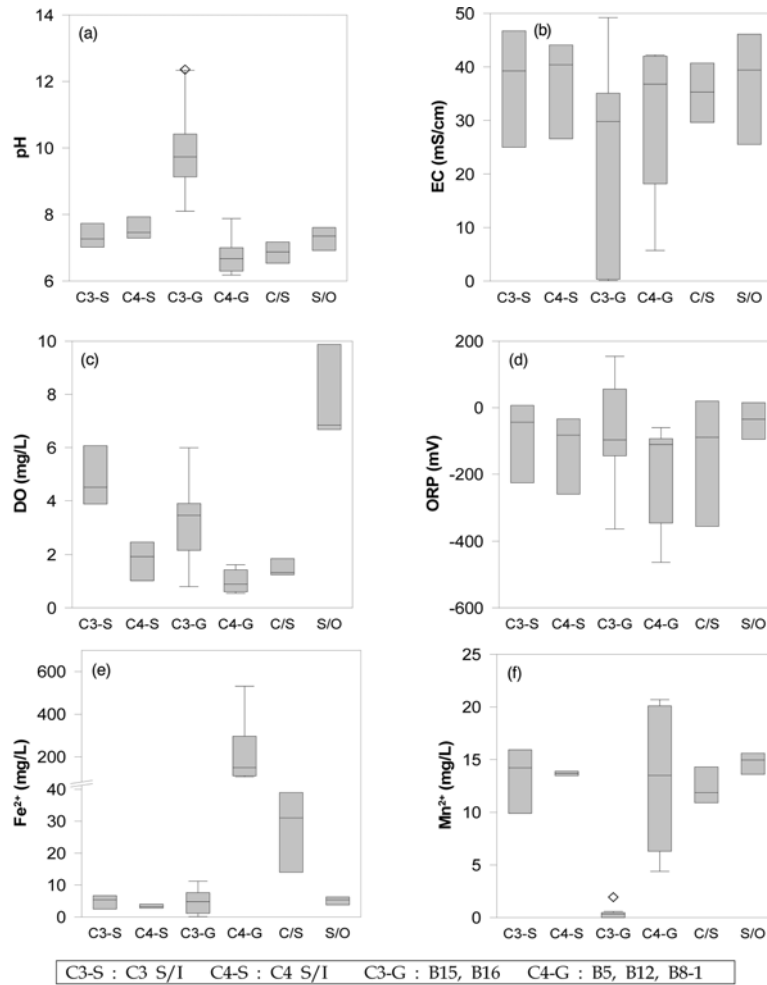 (a)
pH
14
12
10
8
6
C3-S C4-S C3-G C4-G C/S S/O
(b)
EC (mS/cm)
50
40
30
20
10
0
C3-S C4-S C3-G C4-G C/S S/O
(c)
DO (mg/L)
10
8
6
4
2
0
C3-S C4-S C3-G C4-G C/S S/O
(d)
ORP (mV)
200
0
-200
-400
-600
C3-S C4-S C3-G C4-G C/S S/O
(e)
Fe²⁺ (mg/L)
600
400
200
40
30
20
10
0
C3-S C4-S C3-G C4-G C/S S/O
(f)
Mn²⁺ (mg/L)
25
20
15
10
5
0
C3-S C4-S C3-G C4-G C/S S/O
C3-S : C3 S/I C4-S : C4 S/I C3-G : B15, B16 C4-G : B5, B12, B8-1